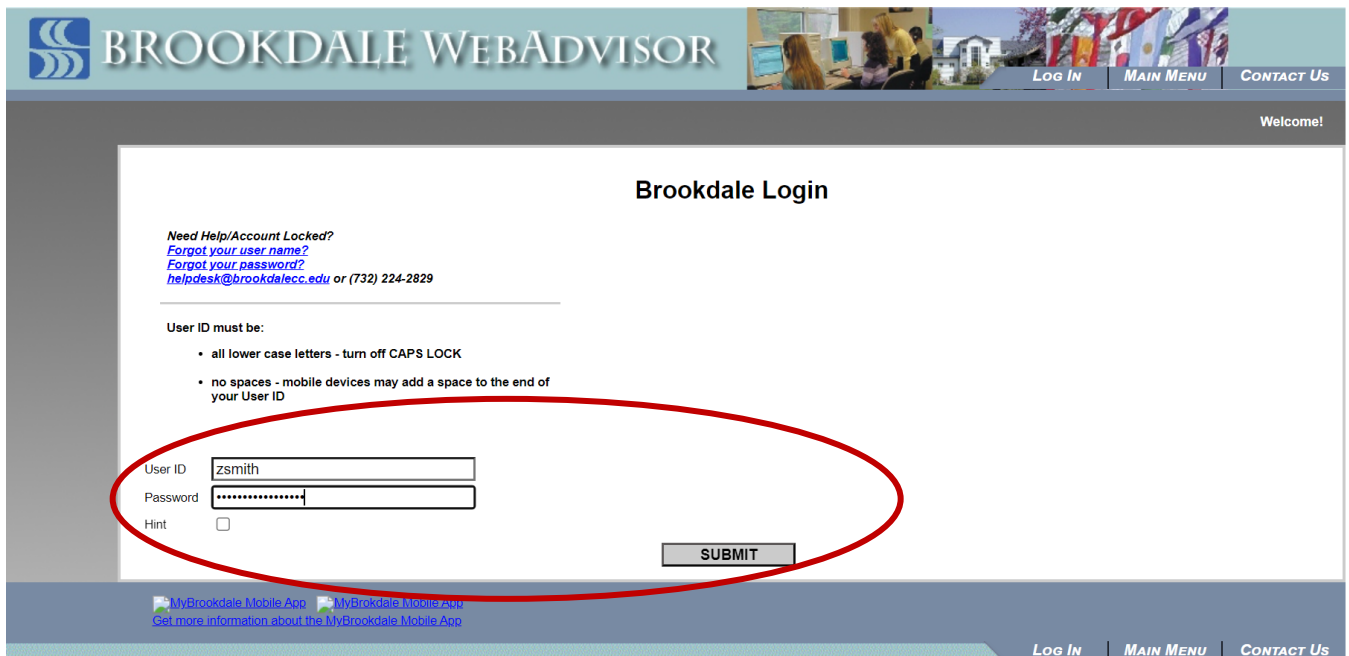 BROOKDALE WEBADVISOR
LOG IN MAIN MENU CONTACT US
Welcome!
Brookdale Login
Need Help/Account Locked?
Forgot your user name?
Forgot your password?
helpdesk@brookdalecc.edu or (732) 224-2829
User ID must be:
• all lower case letters - turn off CAPS LOCK
• no spaces - mobile devices may add a space to the end of
your User ID
User ID zsmith
Password •••••••••••••••••
Hint
SUBMIT
MyBrookdale Mobile App MyBrokdale Mobile App
Get more information about the MyBrookdale Mobile App
LOG IN MAIN MENU CONTACT US